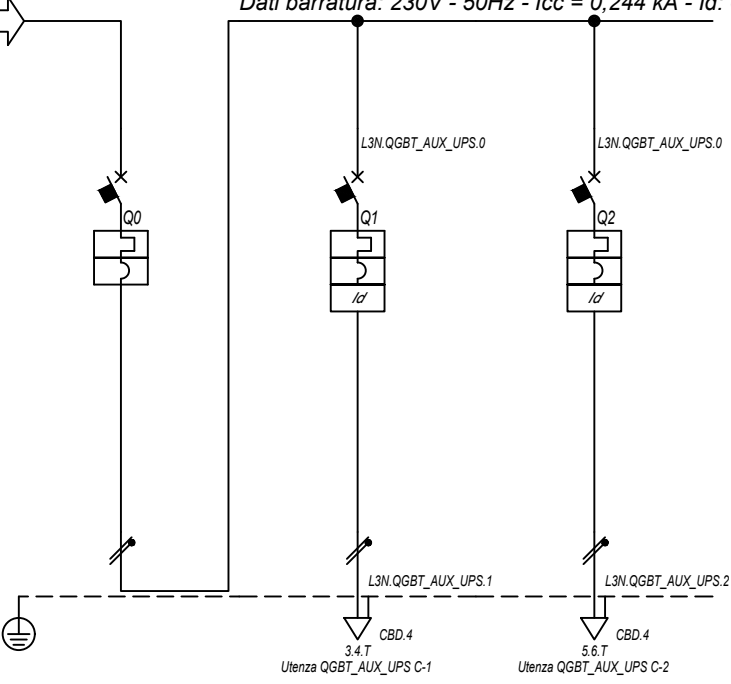 Dati barratura: 230V - 50Hz - Icc = 0,244 kA - Id:
L3N.QGBT_AUX_UPS.0
L3N.QGBT_AUX_UPS.0
Q0
Q1
Q2
Id
Id
L3N.QGBT_AUX_UPS.1
L3N.QGBT_AUX_UPS.2
CBD.4
CBD.4
3.4.T
5.6.T
Utenza QGBT_AUX_UPS C-1
Utenza QGBT_AUX_UPS C-2